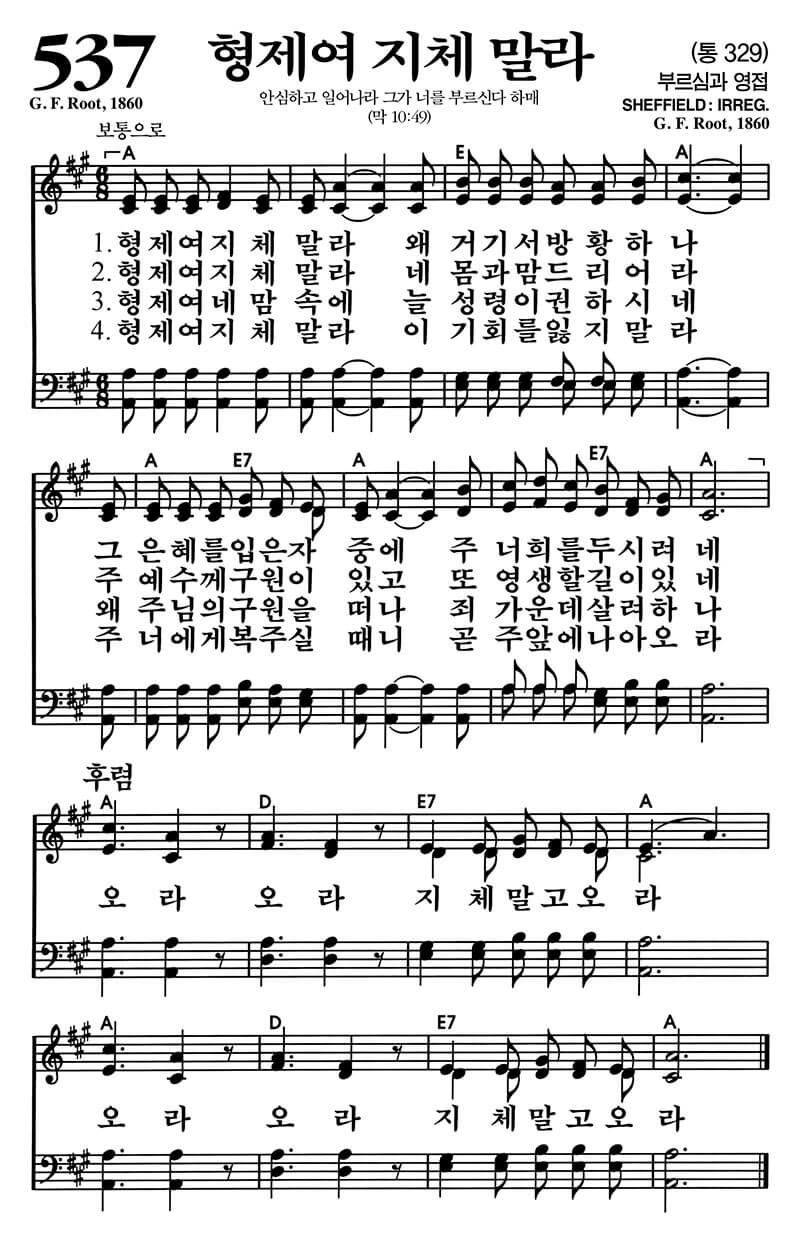 537
형제여 지체 말라
(통 329)
부르심과 영접
G. F. Root, 1860
안심하고 일어나라 그가 너를 부르신다 하매
(막 10:49)
SHEFFIELD: IRREG.
G. F. Root, 1860
보통으로
A E A
1. 형제여지체 말라 왜 거기서방황하나
2. 형제여지체 말라 네 몸과맘드리어라
3. 형제여네맘 속에 늘 성령이권하시네
4. 형제여지체 말라 이 기회를잃지말라
A E7 A E7 A
그 은혜를입은자 중에 주 너희를두시려네
주 예수께구원이 있고 또 영생할길이있네
왜 주님의구원을 떠나 죄 가운데살려하나
주 너에게복주실 때니 곧 주앞에나아오라
후렴
A D E7 A
오 라 오 라 지 체말고오 라
A D E7 A
오 라 오 라 지 체말고오 라